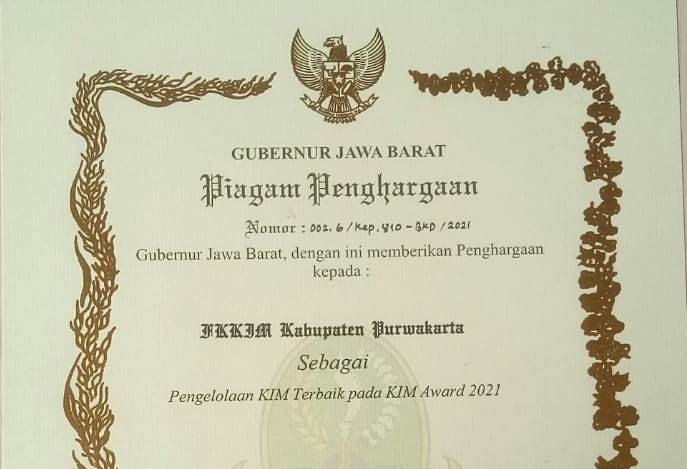 GUBERNUR JAWA BARAT
Piagam Penghargaan
Nomor : 002.6/Kep.810-BKD/2021
Gubernur Jawa Barat, dengan ini memberikan Penghargaan
kepada :
FKKIM Kabupaten Purwakarta
Sebagai
Pengelolaan KIM Terbaik pada KIM Award 2021